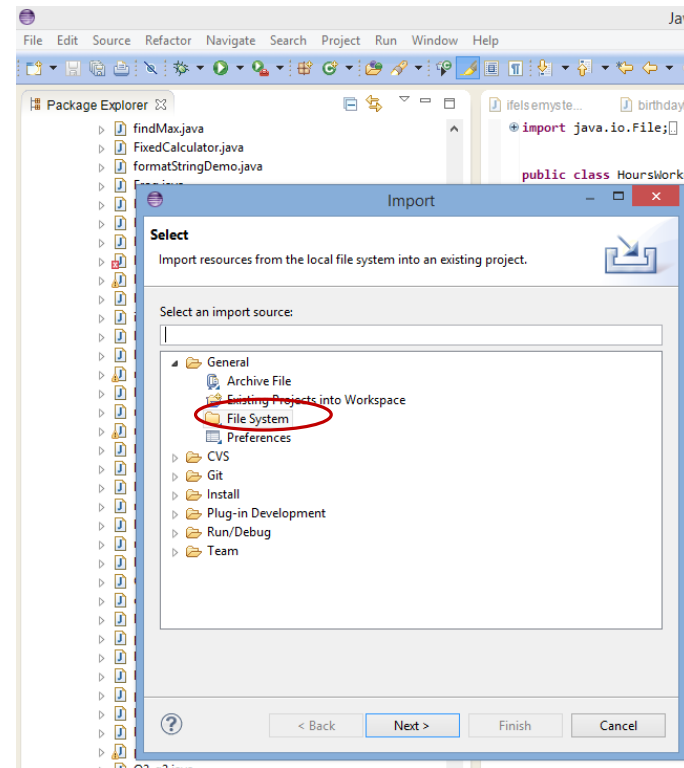 Ja
File Edit Source Refactor Navigate Search Project Run Window Help
Package Explorer
ifelsemyste... birthday
findMax.java
FixedCalculator.java
formatStringDemo.java
import java.io.File;
public class HoursWork
Import
Select
Import resources from the local file system into an existing project.
Select an import source:
General
Archive File
Existing Projects into Workspace
File System
Preferences
CVS
Git
Install
Plug-in Development
Run/Debug
Team
? < Back Next > Finish Cancel